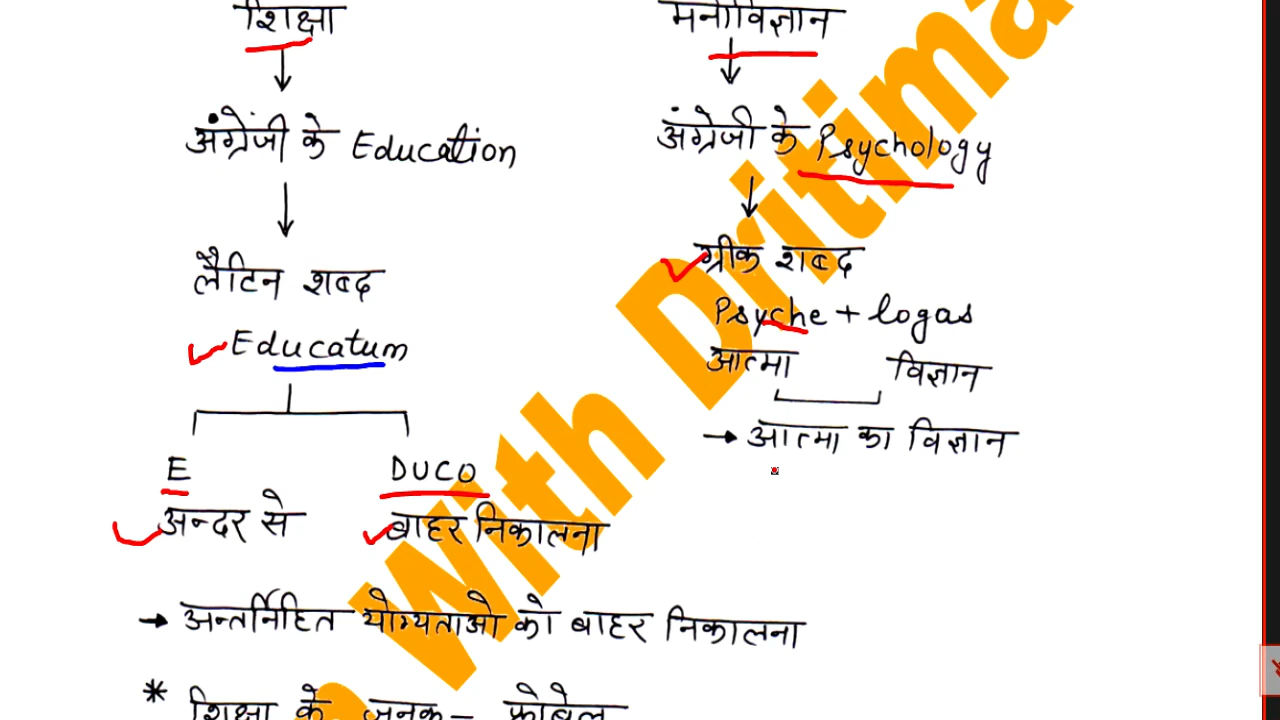 शिक्षा
अंग्रेंजी के Education
लैटिन शब्द
Educatum
E DUCO
अन्दर से बाहर निकालना
→ अन्तर्निहित योग्यताओ को बाहर निकालना
* शिक्षा के जनक - फ्रोबेल
मनोविज्ञान
अंग्रेजी के Psychology
ग्रीक शब्द
Psyche + logas
आत्मा विज्ञान
→ आत्मा का विज्ञान
With Dritiman